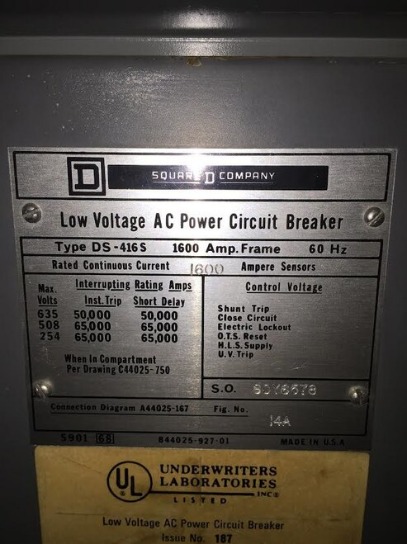 D SQUARE D COMPANY
Low Voltage AC Power Circuit Breaker
Type DS-416S 1600 Amp. Frame 60 Hz
Rated Continuous Current 1600 Ampere Sensors
Max. Volts Interrupting Rating Amps
Inst. Trip Short Delay
635 50,000 50,000
508 65,000 65,000
254 65,000 65,000
When In Compartment
Per Drawing C44025-750
Control Voltage
Shunt Trip
Close Circuit
Electric Lockout
O.T.S. Reset
H.L.S. Supply
U.V. Trip
S.O.
Connection Diagram A44025-167 Fig. No.
14A
5901 66 B44025-927-01 MADE IN U.S.A
UL UNDERWRITERS
LABORATORIES INC®
LISTED
Low Voltage AC Power Circuit Breaker
Issue No. 187